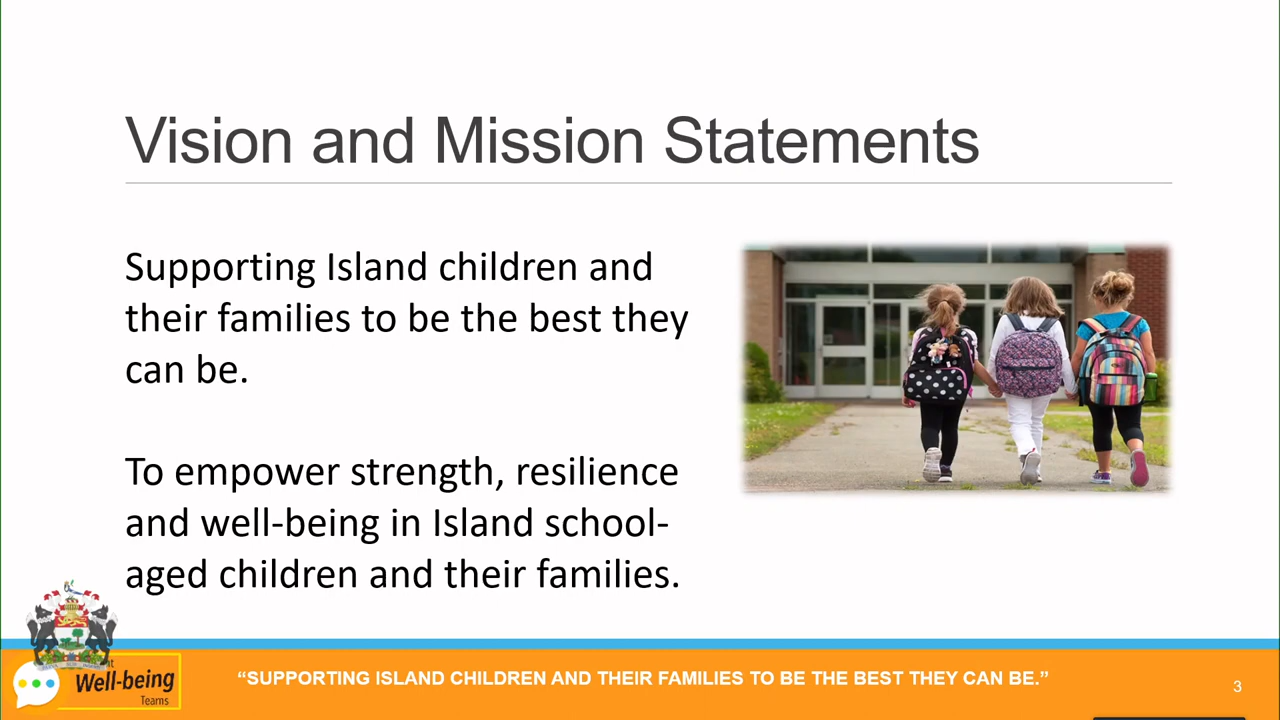 Vision and Mission Statements
Supporting Island children and
their families to be the best they
can be.
To empower strength, resilience
and well-being in Island school-
aged children and their families.
Well-being
Teams
“SUPPORTING ISLAND CHILDREN AND THEIR FAMILIES TO BE THE BEST THEY CAN BE.”
3